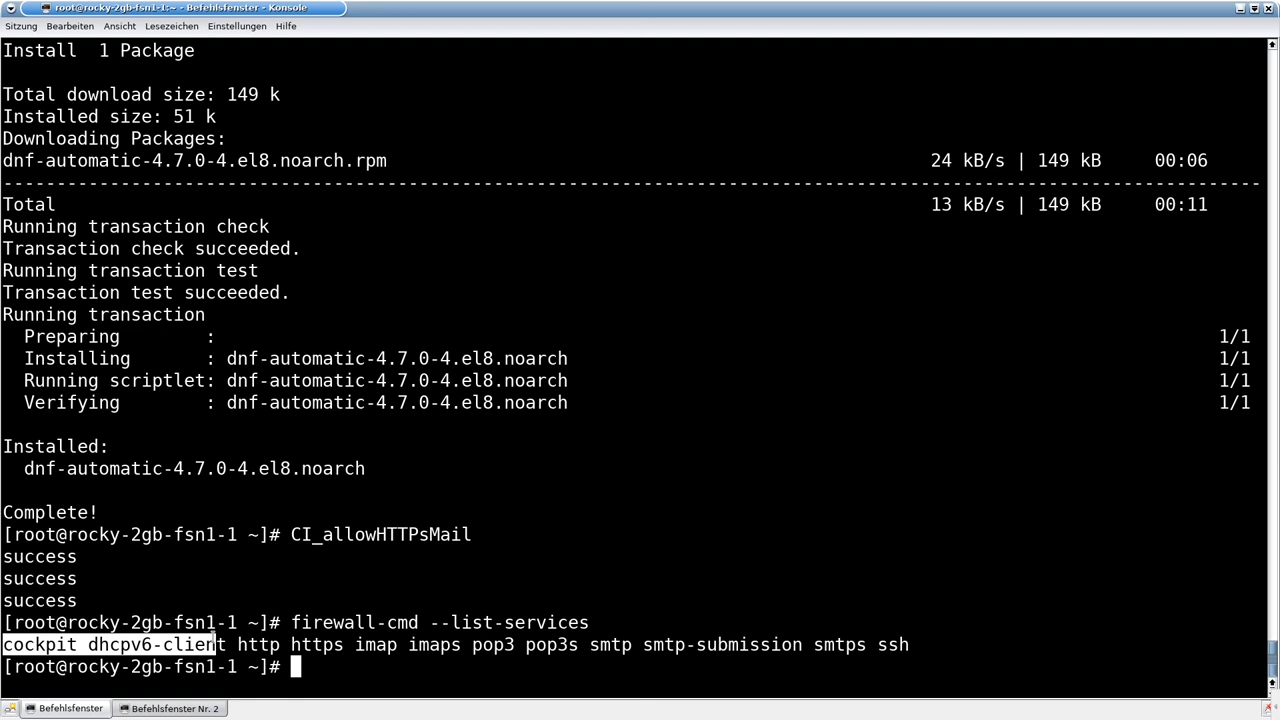 root@rocky-2gb-fsn1-1:~ - Befehlsfenster - Konsole
Sitzung Bearbeiten Ansicht Lesezeichen Einstellungen Hilfe
Install  1 Package
Total download size: 149 k
Installed size: 51 k
Downloading Packages:
dnf-automatic-4.7.0-4.el8.noarch.rpm 24 kB/s | 149 kB 00:06
--------------------------------------------------------------------------------------------------------------------
Total 13 kB/s | 149 kB 00:11
Running transaction check
Transaction check succeeded.
Running transaction test
Transaction test succeeded.
Running transaction
  Preparing        : 1/1
  Installing       : dnf-automatic-4.7.0-4.el8.noarch 1/1
  Running scriptlet: dnf-automatic-4.7.0-4.el8.noarch 1/1
  Verifying        : dnf-automatic-4.7.0-4.el8.noarch 1/1
Installed:
  dnf-automatic-4.7.0-4.el8.noarch
Complete!
[root@rocky-2gb-fsn1-1 ~]# CI_allowHTTPsMail
success
success
success
[root@rocky-2gb-fsn1-1 ~]# firewall-cmd --list-services
cockpit dhcpv6-client http https imap imaps pop3 pop3s smtp smtp-submission smtps ssh
[root@rocky-2gb-fsn1-1 ~]#
Befehlsfenster Befehlsfenster Nr. 2